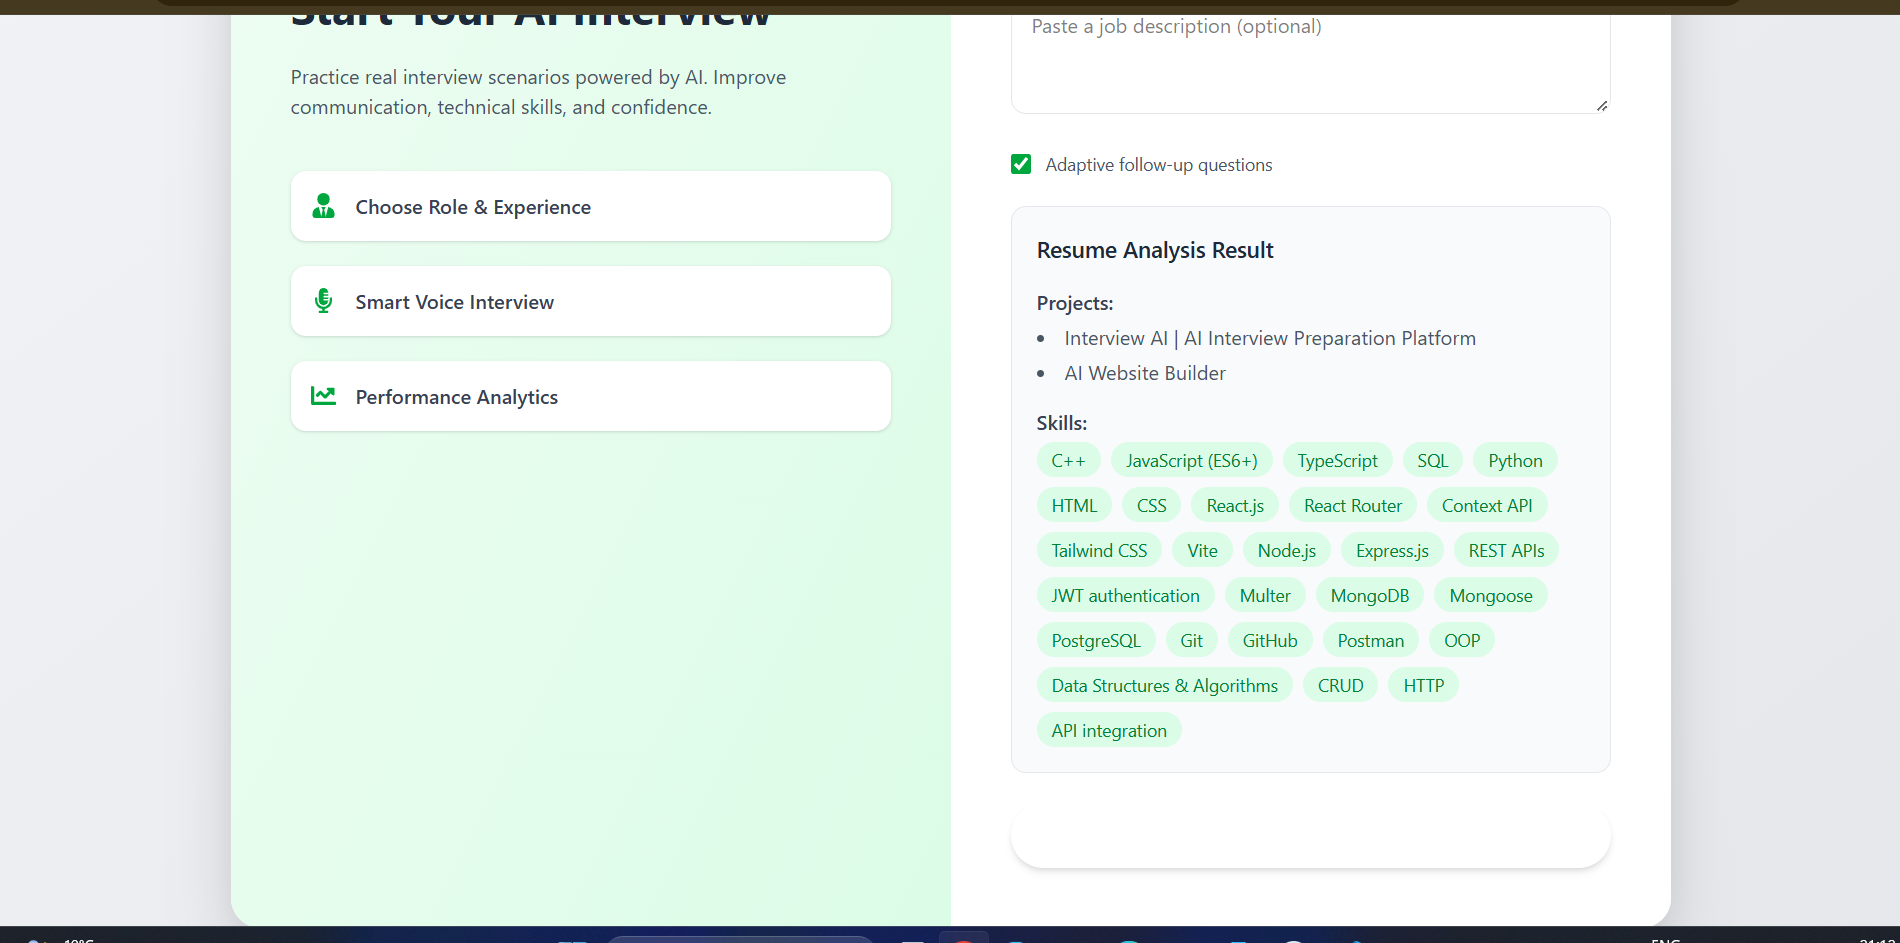 Start Your AI Interview
Practice real interview scenarios powered by AI. Improve
communication, technical skills, and confidence.
Choose Role & Experience
Smart Voice Interview
Performance Analytics
Paste a job description (optional)
Adaptive follow-up questions
Resume Analysis Result
Projects:
Interview AI | AI Interview Preparation Platform
AI Website Builder
Skills:
C++ JavaScript (ES6+) TypeScript SQL Python
HTML CSS React.js React Router Context API
Tailwind CSS Vite Node.js Express.js REST APIs
JWT authentication Multer MongoDB Mongoose
PostgreSQL Git GitHub Postman OOP
Data Structures & Algorithms CRUD HTTP
API integration